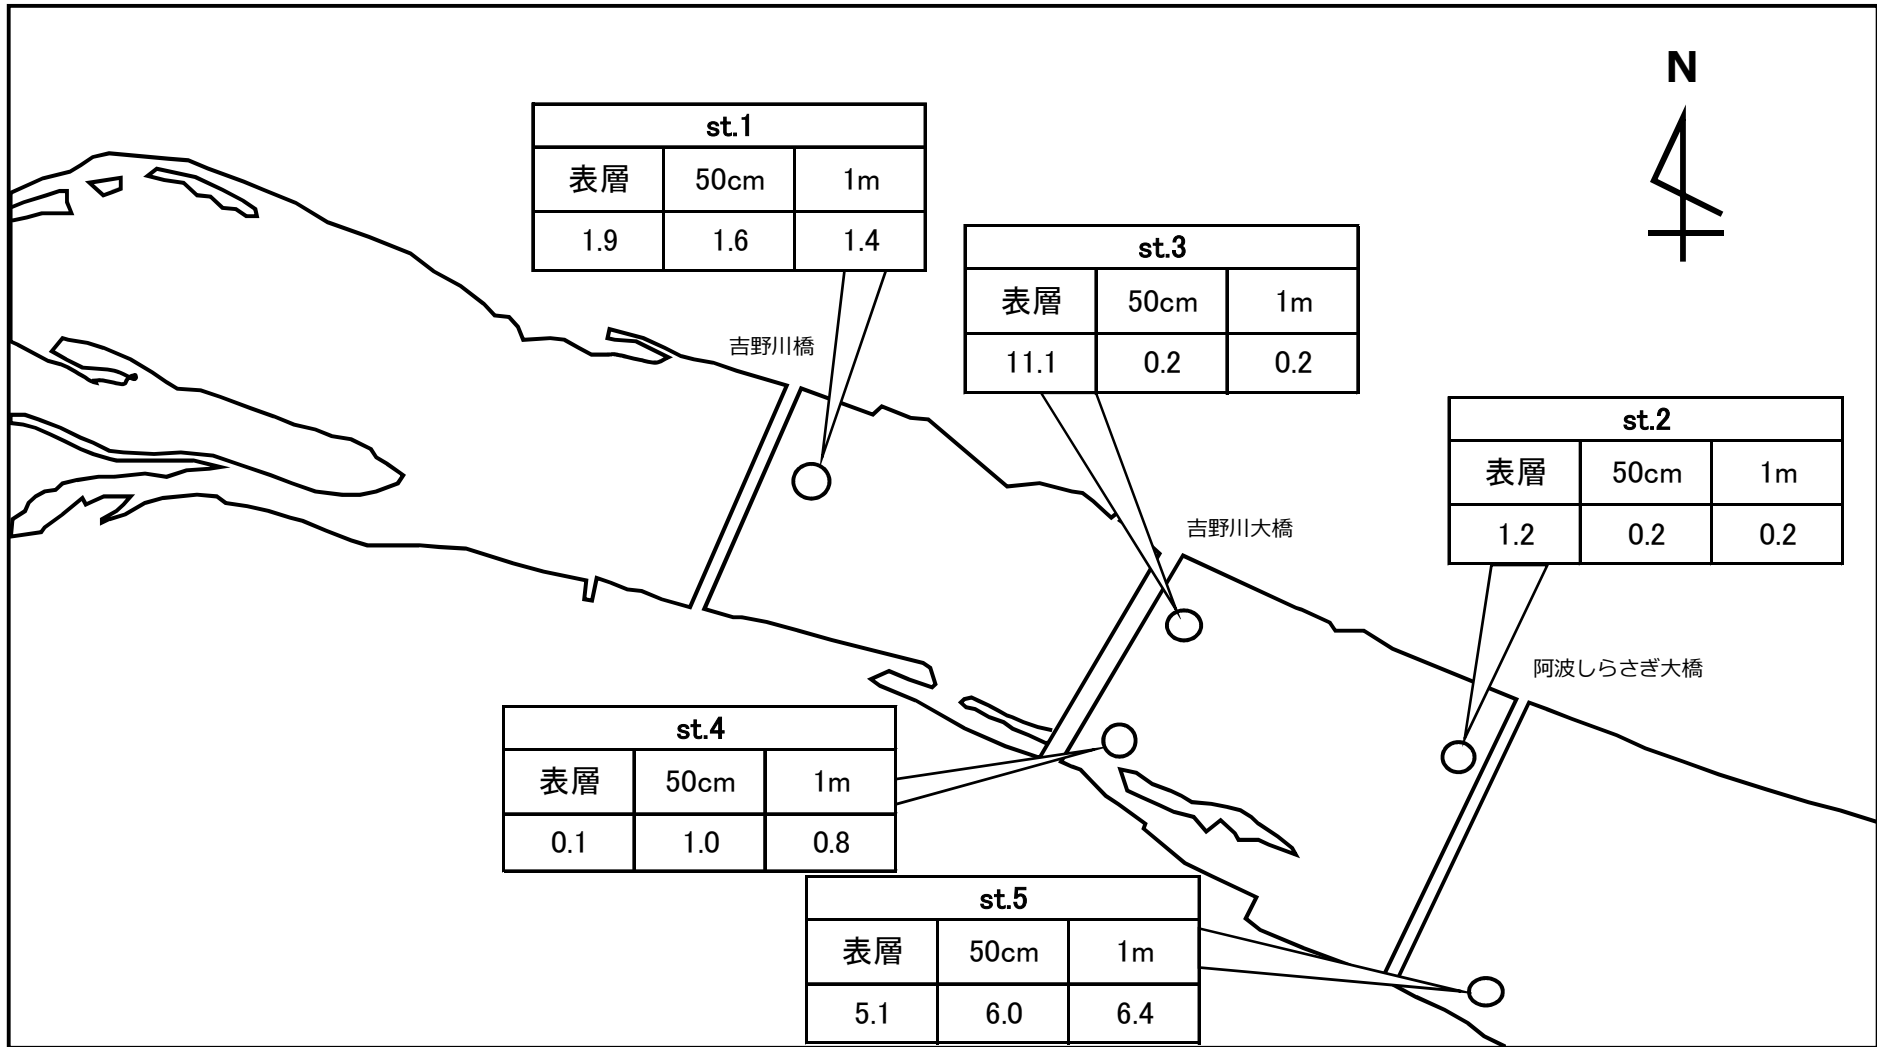 N
st.1
表層 50cm 1m
1.9 1.6 1.4
吉野川橋
st.3
表層 50cm 1m
11.1 0.2 0.2
吉野川大橋
st.2
表層 50cm 1m
1.2 0.2 0.2
阿波しらさぎ大橋
st.4
表層 50cm 1m
0.1 1.0 0.8
st.5
表層 50cm 1m
5.1 6.0 6.4